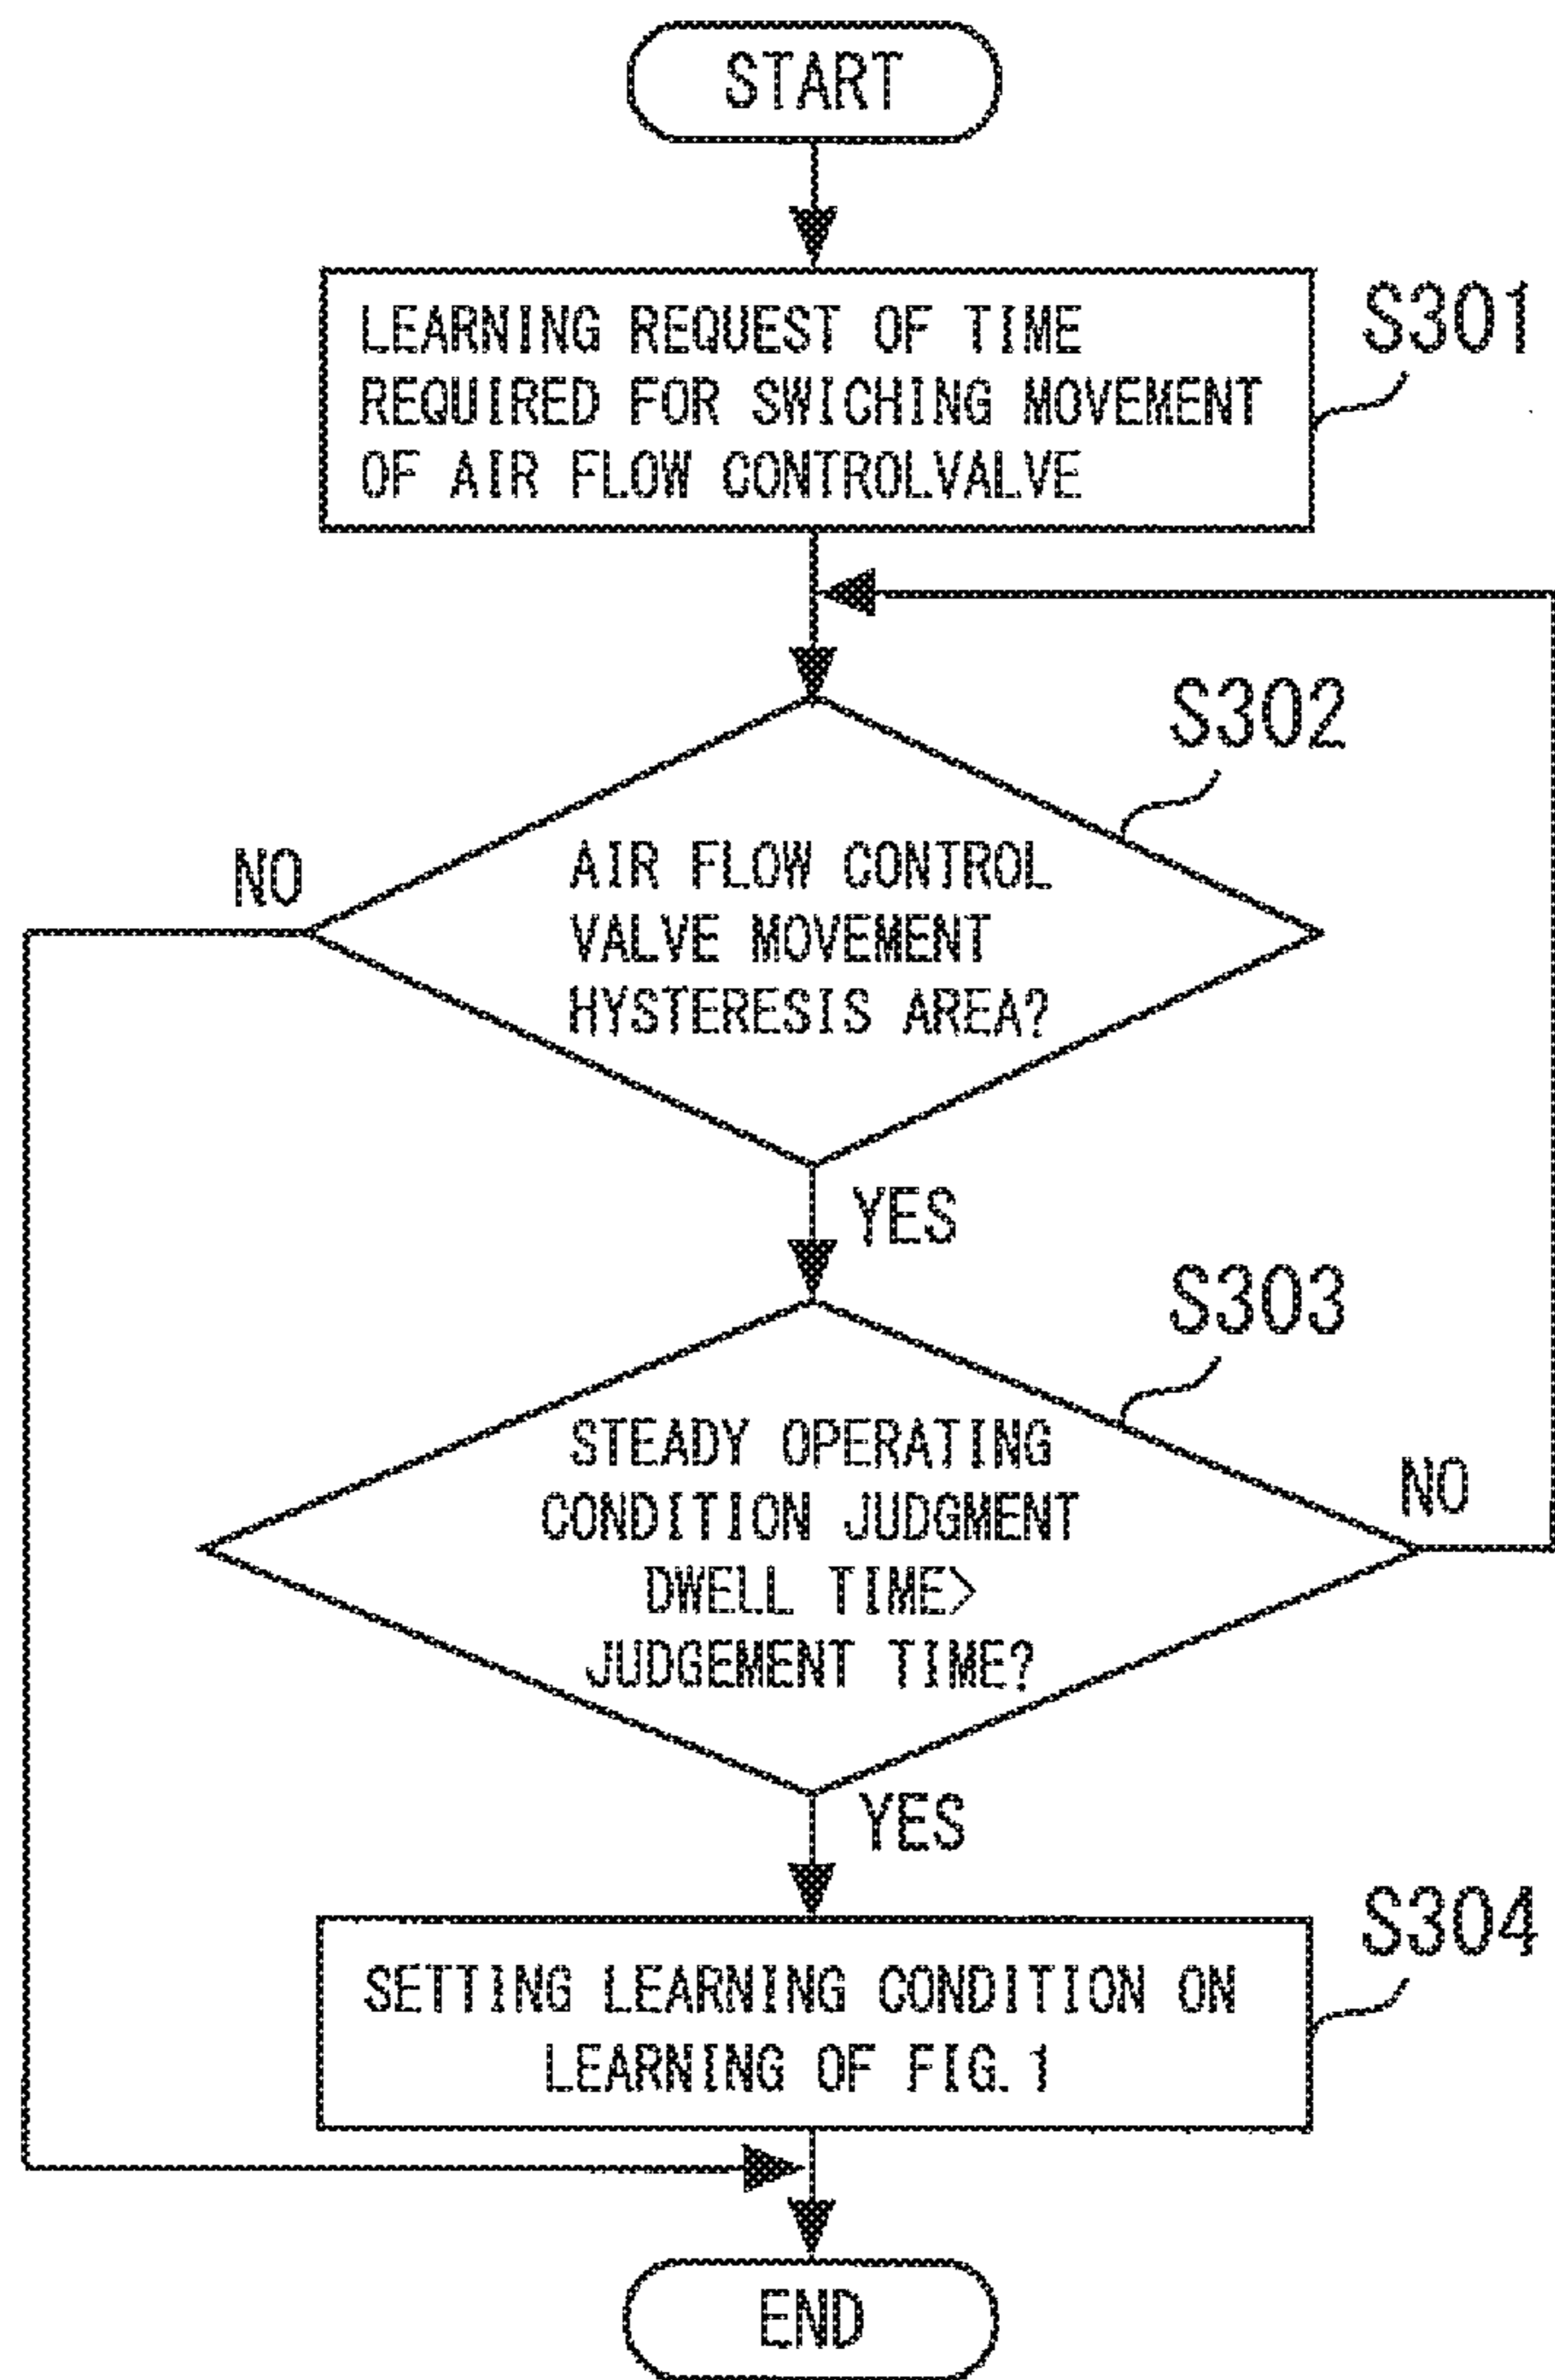 START
LEARNING REQUEST OF TIME
REQUIRED FOR SWICHING MOVEMENT
OF AIR FLOW CONTROLVALVE
S301
S302
NO
AIR FLOW CONTROL
VALVE MOVEMENT
HYSTERESIS AREA?
YES
S303
STEADY OPERATING
CONDITION JUDGMENT
DWELL TIME>
JUDGEMENT TIME?
NO
YES
S304
SETTING LEARNING CONDITION ON
LEARNING OF FIG. 1
END